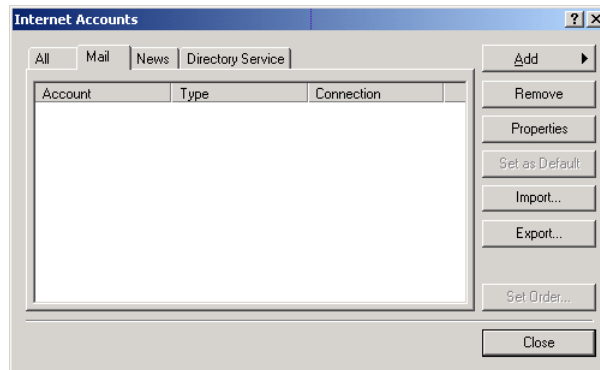 Internet Accounts
All Mail News Directory Service
Account Type Connection
Add
Remove
Properties
Set as Default
Import...
Export...
Set Order...
Close